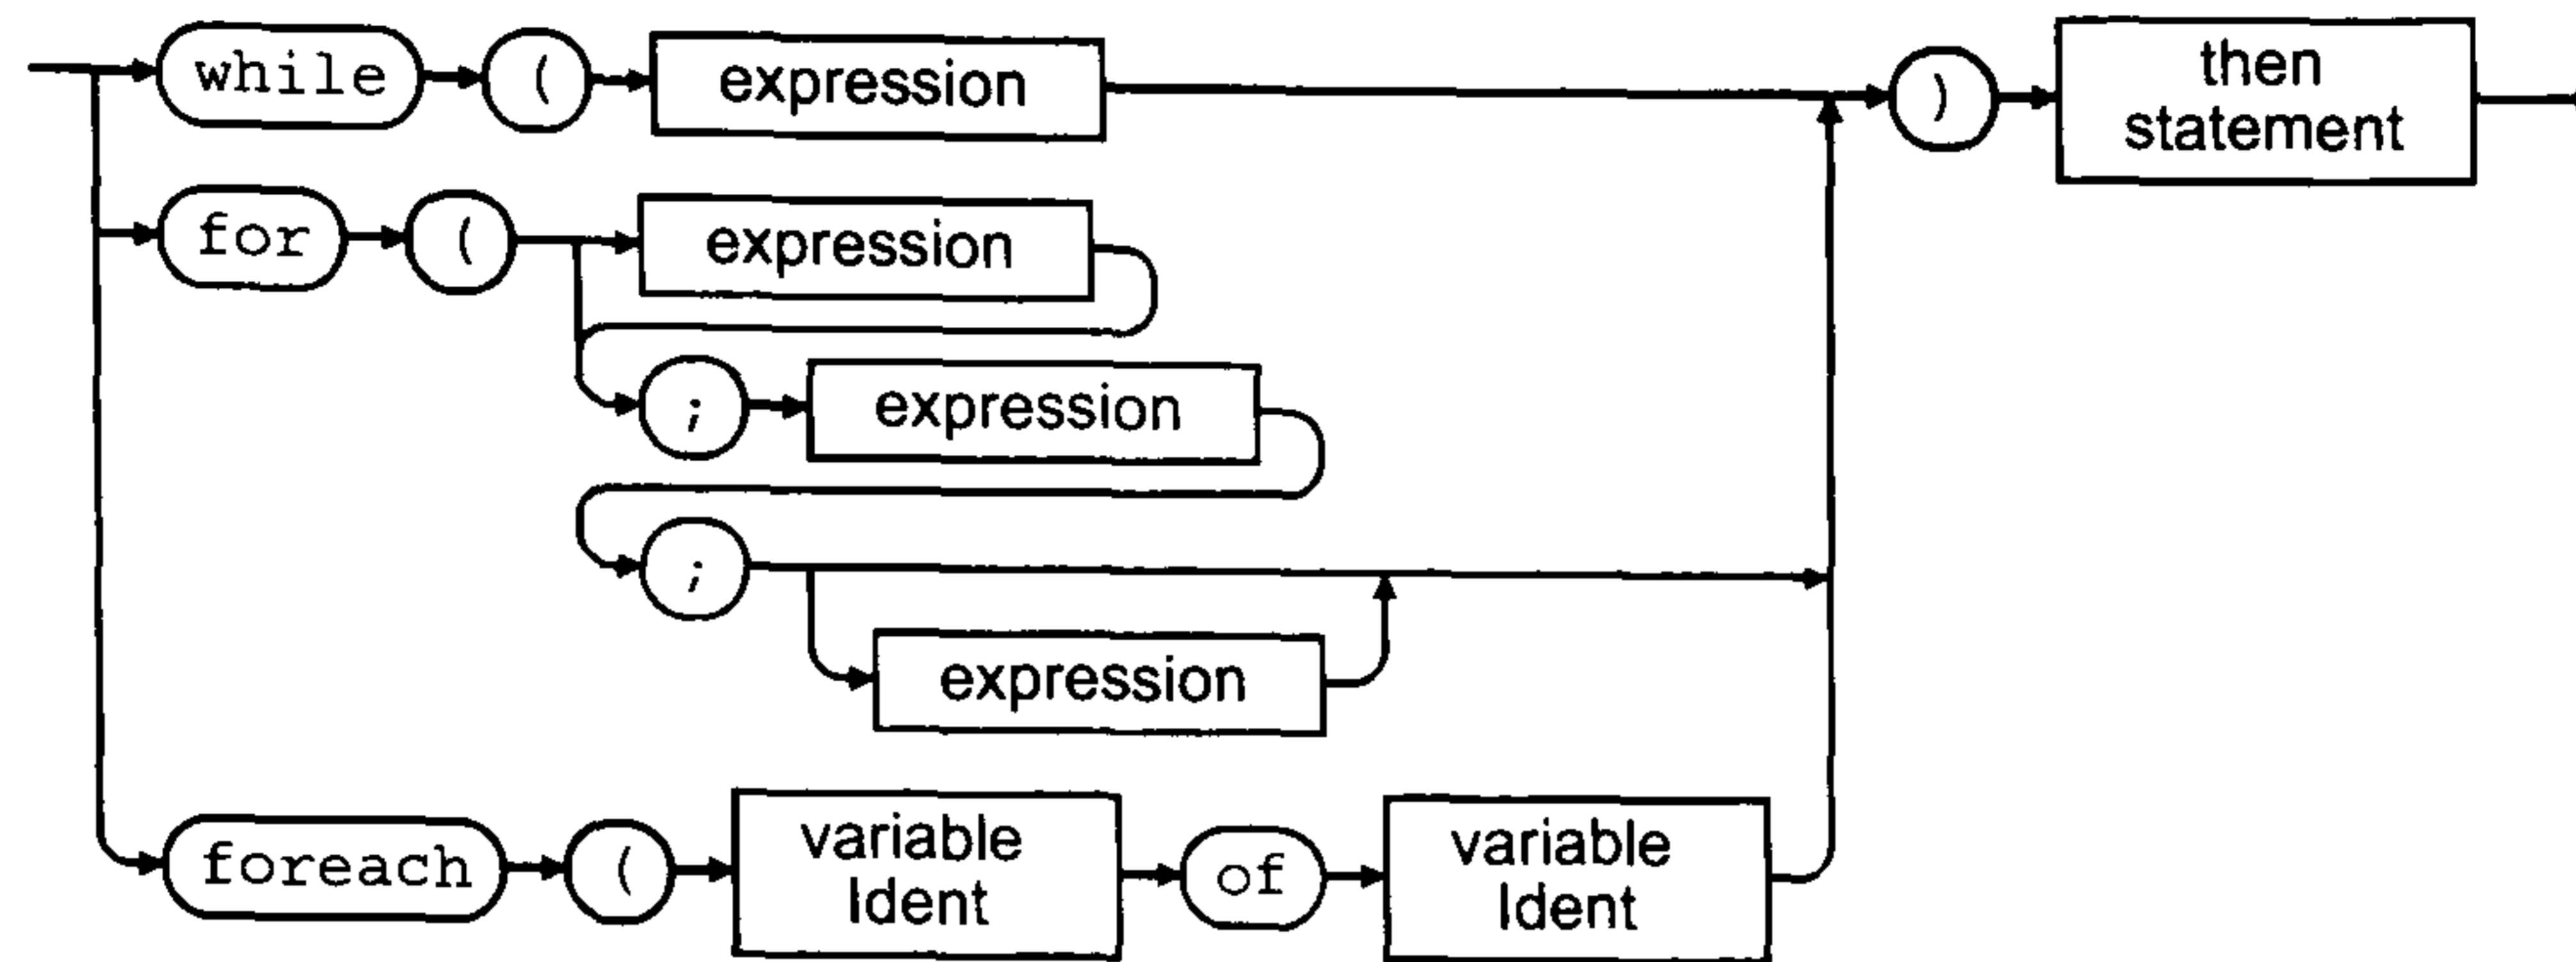 while ( expression ) then
statement
for ( expression
; expression
;
expression
foreach ( variable
Ident of variable
Ident